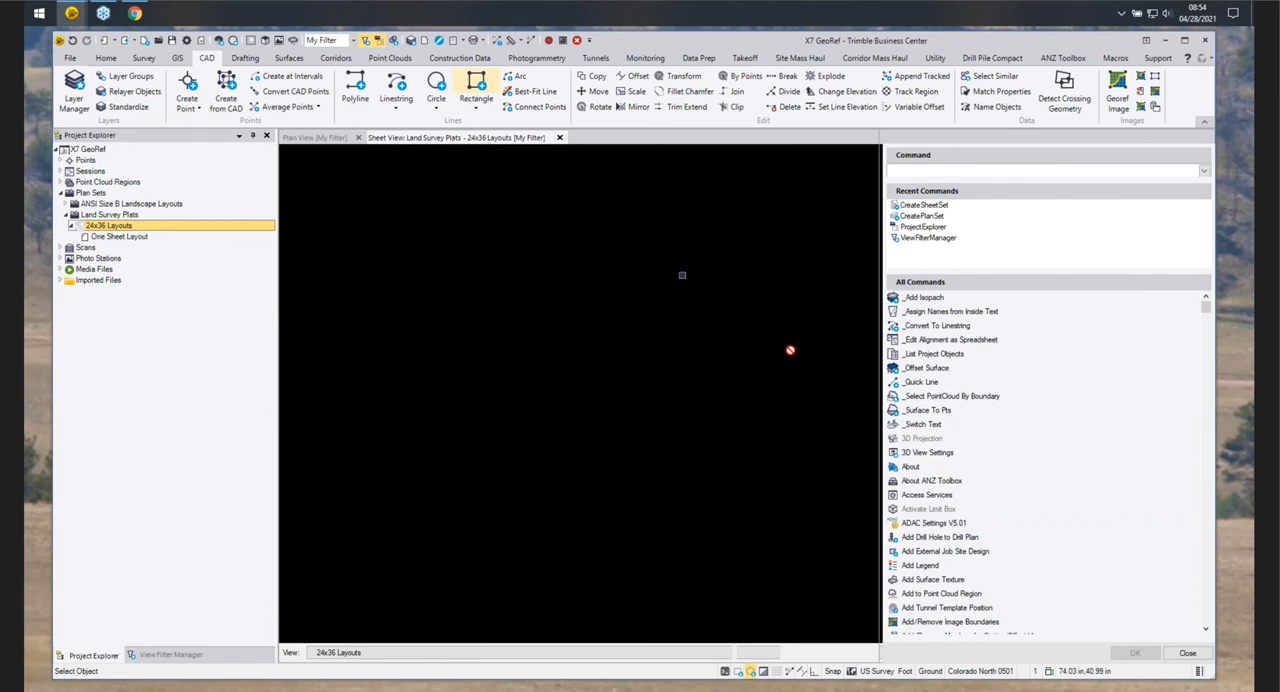 08:54
04/28/2021
My Filter
X7 GeoRef - Trimble Business Center
File Home Survey GIS CAD Drafting Surfaces Corridors Point Clouds Construction Data Photogrammetry Tunnels Monitoring Data Prep Takeoff Site Mass Haul Corridor Mass Haul Utility Drill Pile Compact ANZ Toolbox Macros Support
Layer Manager
Layer Groups
Relayer Objects
Standardize
Layers
Create Point
Create from CAD
Create at Intervals
Convert CAD Points
Average Points
Points
Polyline
Linestring
Circle
Rectangle
Arc
Best-Fit Line
Connect Points
Lines
Copy Offset Transform By Points Break Explode Append Tracked
Move Scale Fillet Chamfer Join Divide Change Elevation Track Region
Rotate Mirror Trim Extend Clip Delete Set Line Elevation Variable Offset
Edit
Select Similar
Match Properties
Name Objects
Detect Crossing Geometry
Data
Georef Image
Images
Project Explorer
X7 GeoRef
Points
Sessions
Point Cloud Regions
Plan Sets
ANSI Size B Landscape Layouts
Land Survey Plats
24x36 Layouts
One Sheet Layout
Scans
Photo Stations
Media Files
Imported Files
Plan View [My Filter]
Sheet View: Land Survey Plats - 24x36 Layouts [My Filter]
Command
Recent Commands
CreateSheetSet
CreatePlanSet
ProjectExplorer
ViewFilterManager
All Commands
_Add Isopach
_Assign Names from Inside Text
_Convert To Linestring
_Edit Alignment as Spreadsheet
_List Project Objects
_Offset Surface
_Quick Line
_Select PointCloud By Boundary
_Surface To Pts
_Switch Text
3D Projection
3D View Settings
About
About ANZ Toolbox
Access Services
Activate Limit Box
ADAC Settings V5.01
Add Drill Hole to Drill Plan
Add External Job Site Design
Add Legend
Add Surface Texture
Add to Point Cloud Region
Add Tunnel Template Position
Add/Remove Image Boundaries
Project Explorer View Filter Manager
View: 24x36 Layouts
OK Close
Select Object
Snap US Survey Foot Ground Colorado North 0501 1 74.03 in,40.99 in